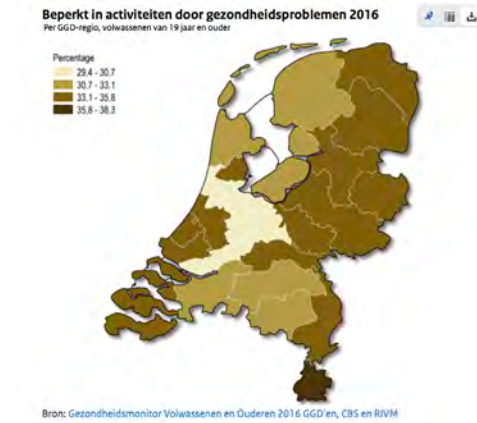 Beperkt in activiteiten door gezondheidsproblemen 2016
Per GGD-regio, volwassenen van 19 jaar en ouder
Percentage
29,4 - 30,7
30,7 - 33,1
33,1 - 35,8
35,8 - 38,3
Bron: Gezondheidsmonitor Volwassenen en Ouderen 2016 GGD'en, CBS en RIVM